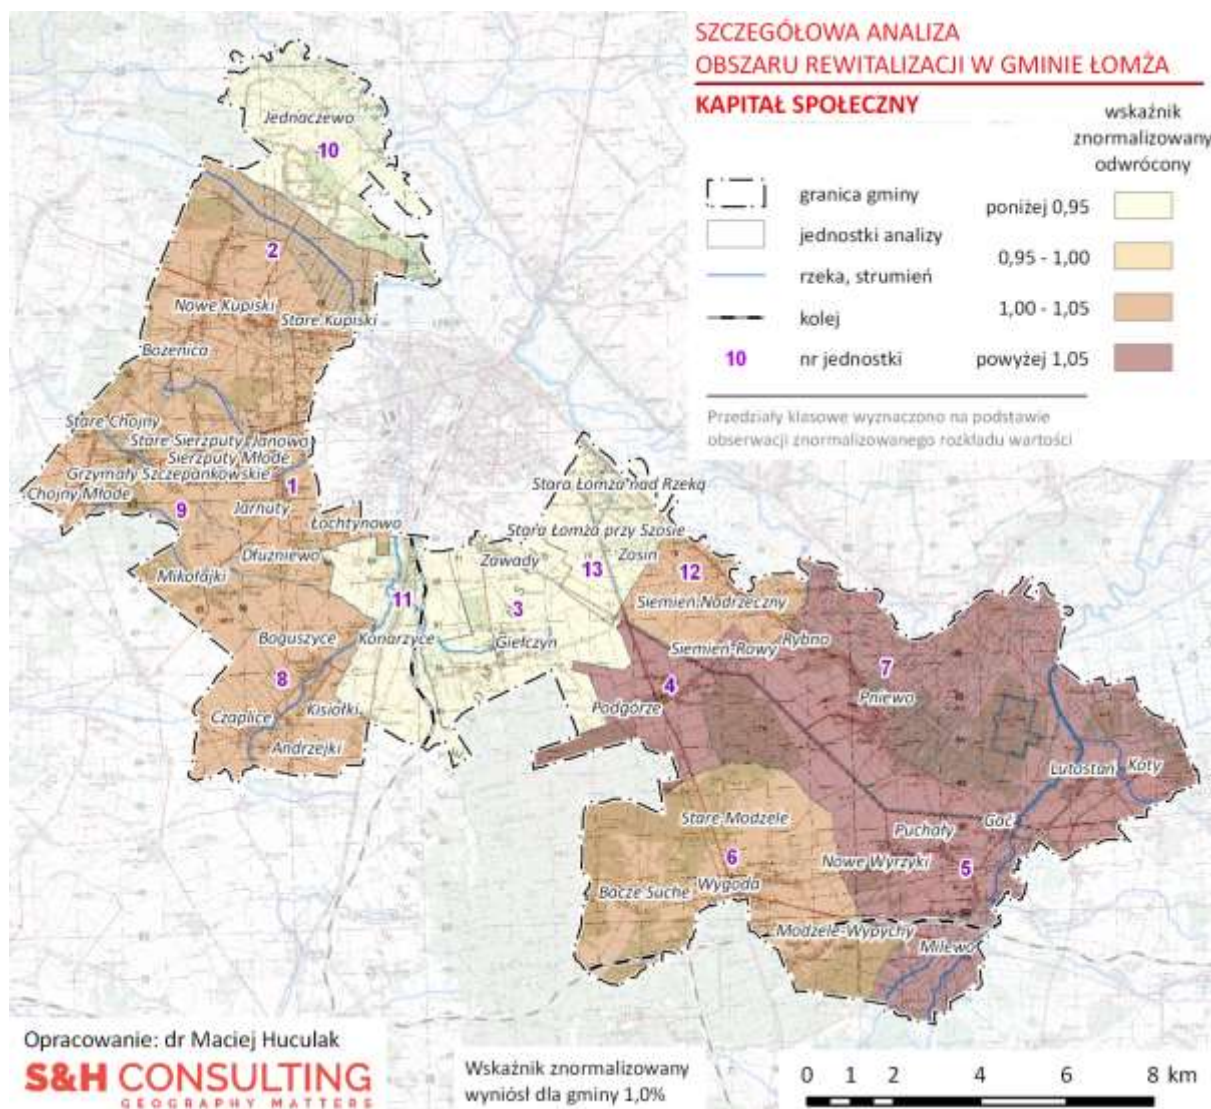 SZCZEGÓŁOWA ANALIZA
OBSZARU REWITALIZACJI W GMINIE ŁOMŻA
KAPITAŁ SPOŁECZNY
wskaźnik
znormalizowany
odwrócony
granica gminy
jednostki analizy
rzeka, strumień
kolej
10 nr jednostki
poniżej 0,95
0,95 - 1,00
1,00 - 1,05
powyżej 1,05
Przedziały klasowe wyznaczono na podstawie
obserwacji znormalizowanego rozkładu wartości
Jednaczewo
10
2
Nowe Kupiski
Stare Kupiski
Bożenica
Stare Chojny
Stare Sierzputy
Janowo
Sierzputy Młode
Grzymały Szczepankowskie
Chojny Młode
1
9
Jarnuty
Łochtynowo
Dłużniewo
Mikołajki
Stara Łomża nad Rzeką
Stara Łomża przy Szosie
Zawady
Zosin
13
12
11
3
Siemień Nadrzeczny
Boguszyce
Konarzyce
Giełczyn
Siemień-Rowy
Rybno
8
4
7
Pniewo
Czaplice
Kisiołki
Podgórze
Andrzejki
Lutostań
Kąty
Stare-Modzele
Puchały
Gać
6
Nowe Wyrzyki
5
Bacze Suche
Wygoda
Modzele-Wypychy
Milewo
Opracowanie: dr Maciej Huculak
S&H CONSULTING
GEOGRAPHY MATTERS
Wskaźnik znormalizowany
wyniósł dla gminy 1,0%
0 1 2 4 6 8 km